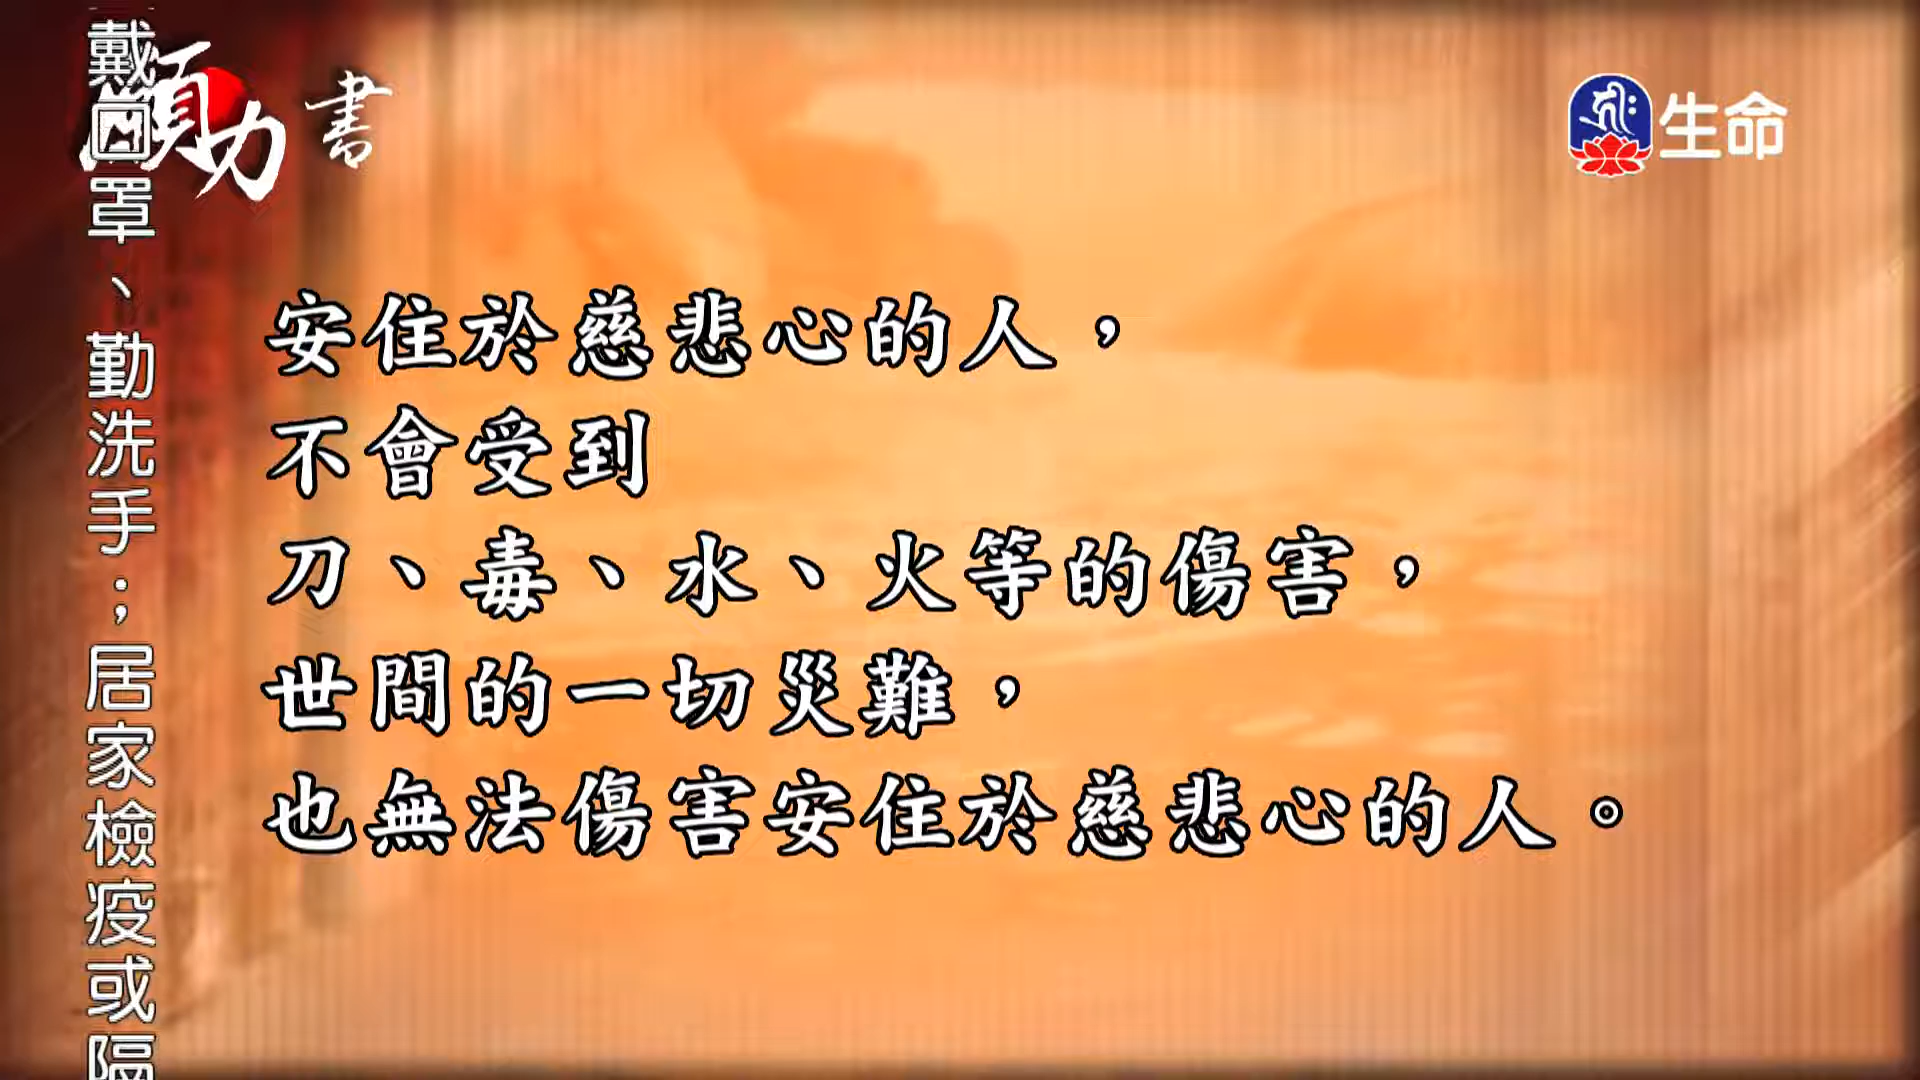 願力書
生命
安住於慈悲心的人，
不會受到
刀、毒、水、火等的傷害，
世間的一切災難，
也無法傷害安住於慈悲心的人。
戴口罩、勤洗手；居家檢疫或隔